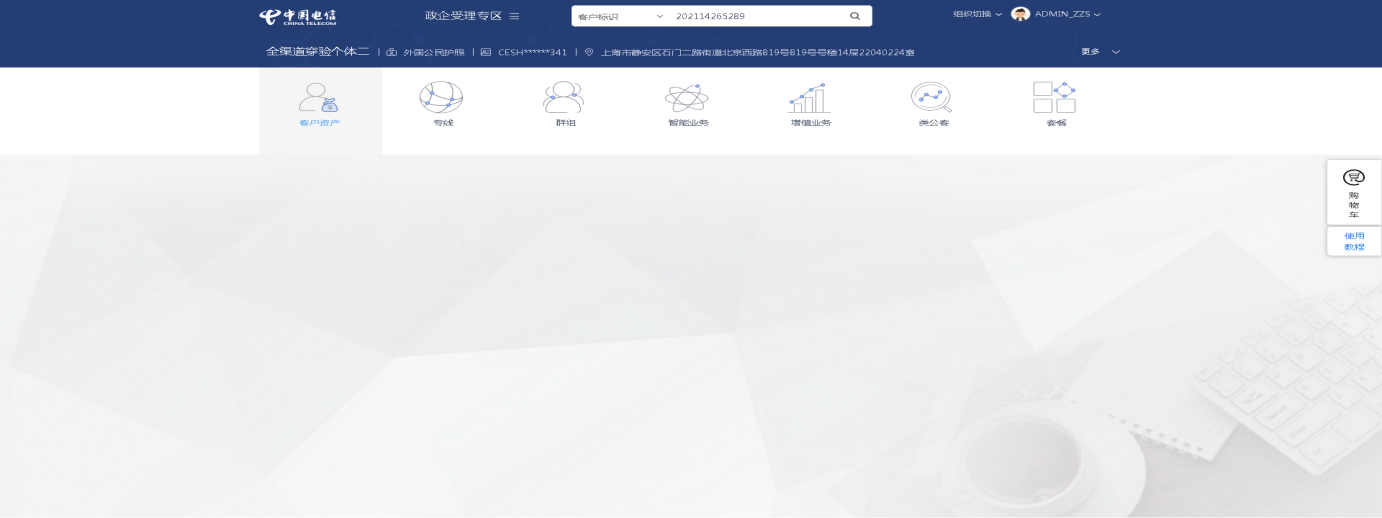 中国电信
CHINA TELECOM
政企受理专区
客户标识
202114265289
组织切换
ADMIN_ZZS
全渠道穿验个体二 | 外国公民护照 | CESH******341 | 上海市静安区石门二路街道北京西路819号819号号楼14层22040224室
更多
客户资产
专线
群组
智能业务
增值业务
类公客
套餐
购
物
车
使用
教程